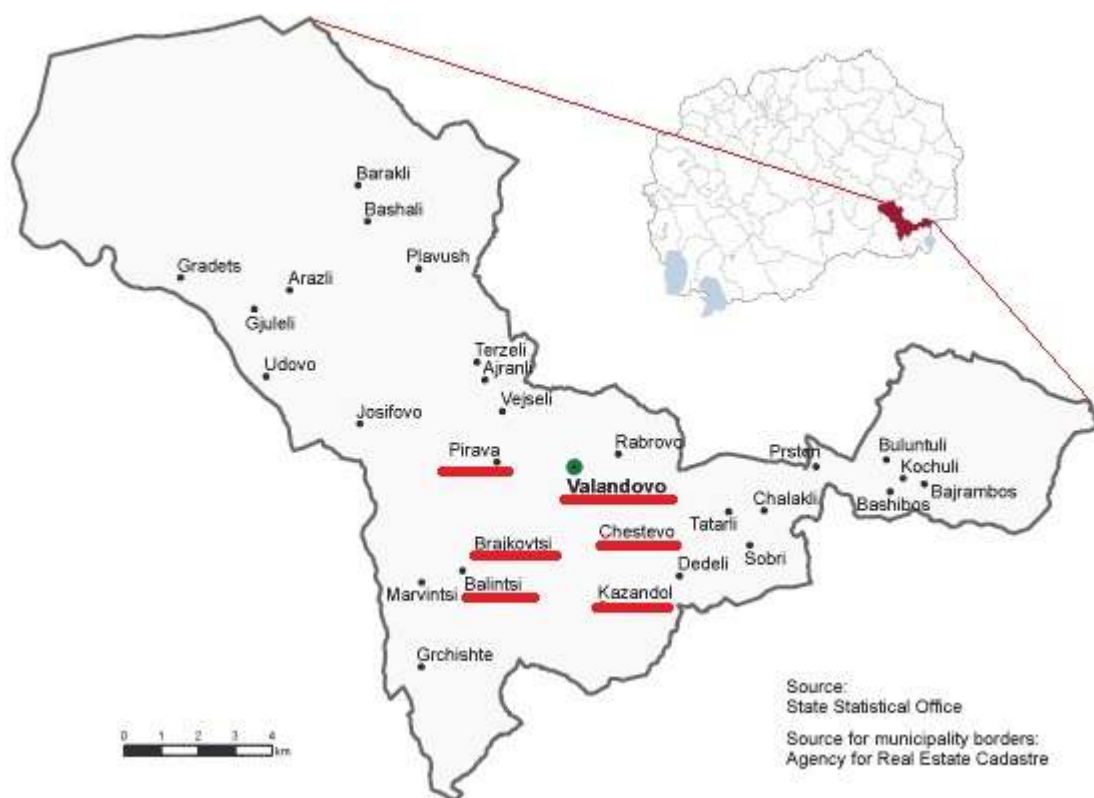 Barakli
Bashali
Plavush
Gradets
Arazli
Gjuleli
Udovo
Terzeli
Ajranli
Vejseli
Josifovo
Pirava
Rabrovo
Valandovo
Prsten
Buluntuli
Kochuli
Bajrambos
Bashibos
Chalakli
Tatarli
Chestevo
Sobri
Brajkovtsi
Dedeli
Balintsi
Marvintsi
Kazandol
Grchishte
Source:
State Statistical Office
Source for municipality borders:
Agency for Real Estate Cadastre
0 1 2 3 4
km